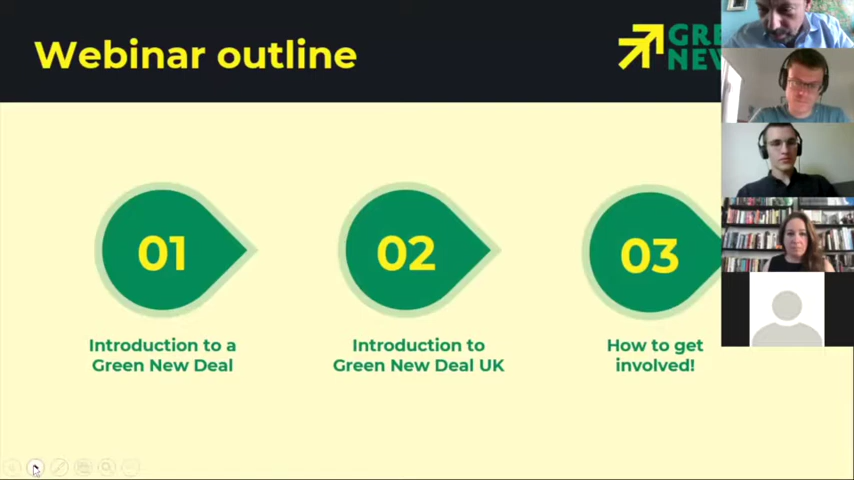 Webinar outline
GRE
NEW
01
02
03
Introduction to a
Green New Deal
Introduction to
Green New Deal UK
How to get
involved!